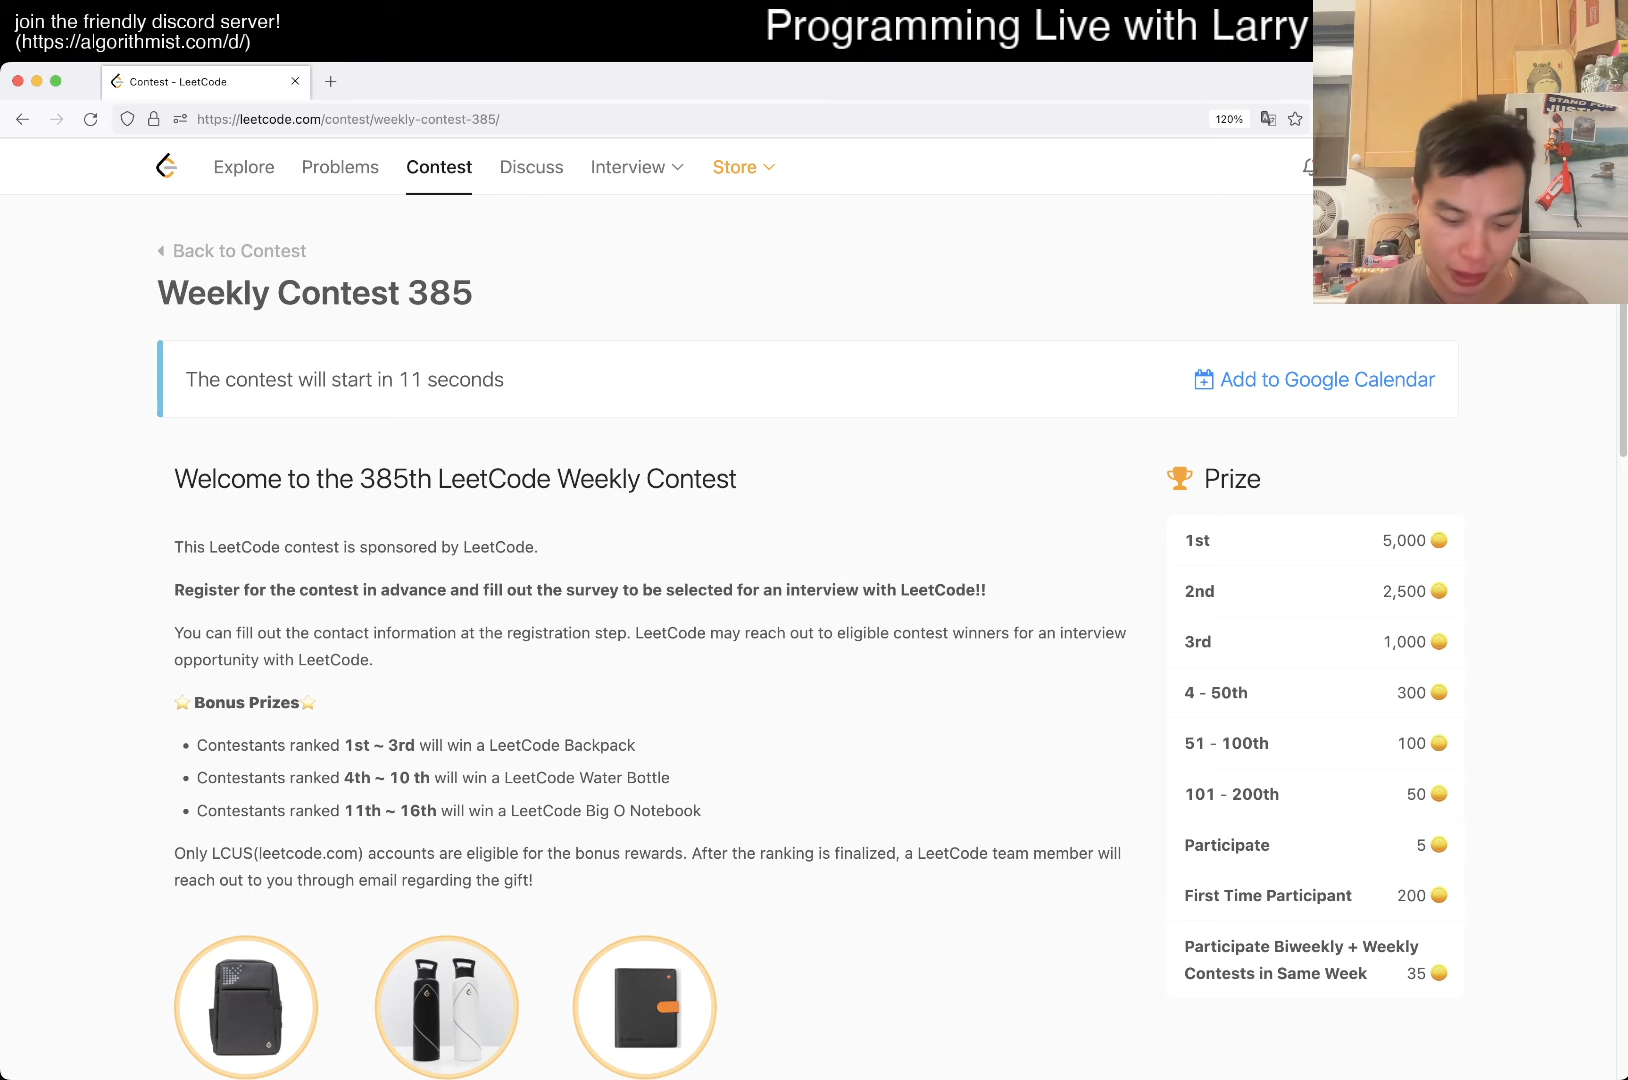 join the friendly discord server!
(https://algorithmist.com/d/)
Programming Live with Larry
Contest - LeetCode
https://leetcode.com/contest/weekly-contest-385/
120%
Explore Problems Contest Discuss Interview Store
Back to Contest
Weekly Contest 385
The contest will start in 11 seconds
Add to Google Calendar
Welcome to the 385th LeetCode Weekly Contest
This LeetCode contest is sponsored by LeetCode.
Register for the contest in advance and fill out the survey to be selected for an interview with LeetCode!!
You can fill out the contact information at the registration step. LeetCode may reach out to eligible contest winners for an interview
opportunity with LeetCode.
⭐ Bonus Prizes⭐
• Contestants ranked 1st ~ 3rd will win a LeetCode Backpack
• Contestants ranked 4th ~ 10 th will win a LeetCode Water Bottle
• Contestants ranked 11th ~ 16th will win a LeetCode Big O Notebook
Only LCUS(leetcode.com) accounts are eligible for the bonus rewards. After the ranking is finalized, a LeetCode team member will
reach out to you through email regarding the gift!
Prize
1st 5,000
2nd 2,500
3rd 1,000
4 - 50th 300
51 - 100th 100
101 - 200th 50
Participate 5
First Time Participant 200
Participate Biweekly + Weekly
Contests in Same Week 35
STAND FOR